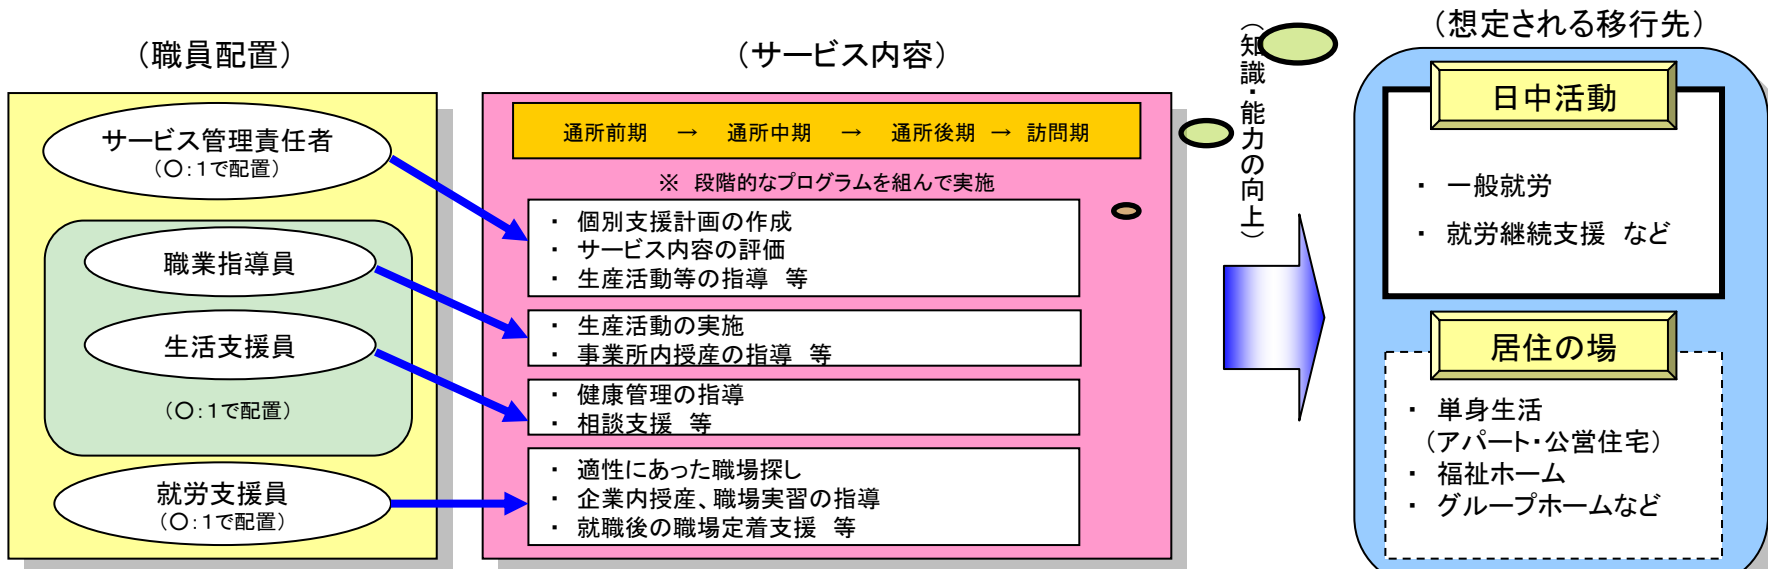 （職員配置）
サービス管理責任者
（〇：１で配置）
職業指導員
生活支援員
（〇：１で配置）
就労支援員
（〇：１で配置）
（サービス内容）
通所前期　→　通所中期　→　通所後期　→　訪問期
※　段階的なプログラムを組んで実施
・　個別支援計画の作成
・　サービス内容の評価
・　生産活動等の指導　等
・　生産活動の実施
・　事業所内授産の指導　等
・　健康管理の指導
・　相談支援　等
・　適性にあった職場探し
・　企業内授産、職場実習の指導
・　就職後の職場定着支援　等
（知識・能力の向上）
（想定される移行先）
日中活動
・　一般就労
・　就労継続支援　など
居住の場
・　単身生活
（アパート・公営住宅）
・　福祉ホーム
・　グループホームなど